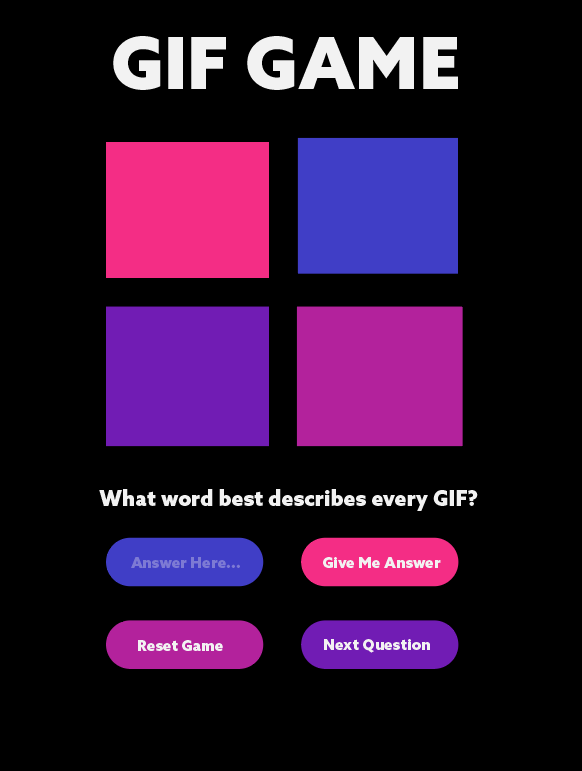 GIF GAME
What word best describes every GIF?
Answer Here...
Give Me Answer
Reset Game
Next Question